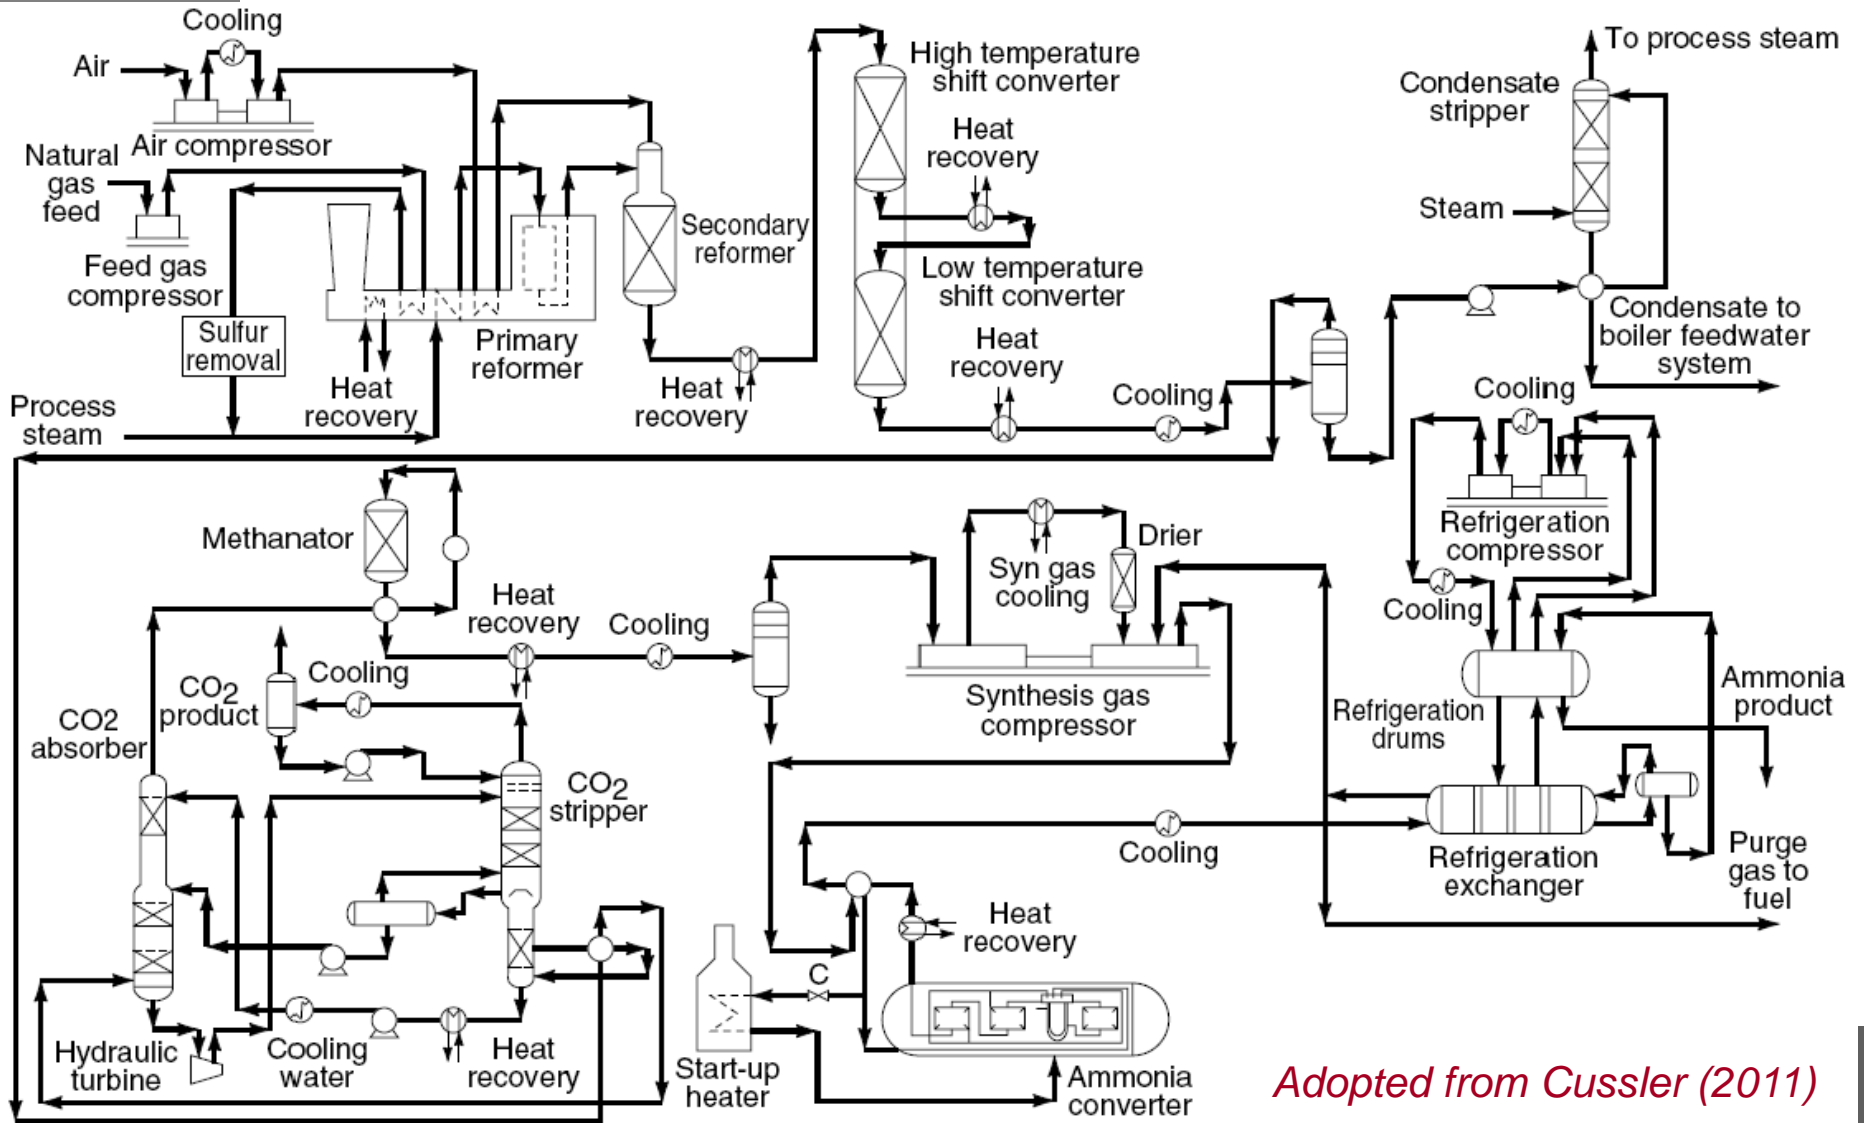 Cooling
Air
Air compressor
Natural
gas
feed
Feed gas
compressor
Sulfur
removal
Process
steam
Heat
recovery
Primary
reformer
Secondary
reformer
Heat
recovery
High temperature
shift converter
Heat
recovery
Low temperature
shift converter
Heat
recovery
Cooling
To process steam
Condensate
stripper
Steam
Condensate to
boiler feedwater
system
Cooling
Refrigeration
compressor
Cooling
Methanator
Heat
recovery
Cooling
Syn gas
cooling
Drier
Synthesis gas
compressor
Refrigeration
drums
Ammonia
product
CO2
absorber
CO2
product
Cooling
CO2
stripper
Cooling
Refrigeration
exchanger
Purge
gas to
fuel
Heat
recovery
C
Hydraulic
turbine
Cooling
water
Heat
recovery
Start-up
heater
Ammonia
converter
Adopted from Cussler (2011)